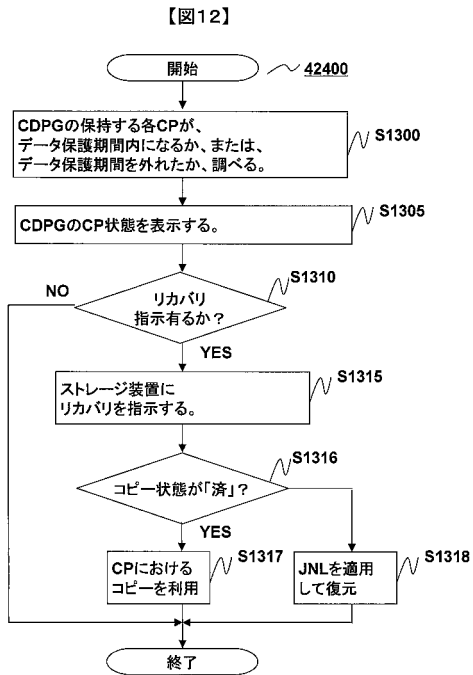 【図12】
開始
42400
CDPGの保持する各CPが、
データ保護期間内になるか、または、
データ保護期間を外れたか、調べる。
S1300
CDPGのCP状態を表示する。
S1305
リカバリ
指示有るか？
S1310
NO
YES
ストレージ装置に
リカバリを指示する。
S1315
コピー状態が「済」？
S1316
YES
CPにおける
コピーを利用
S1317
JNLを適用
して復元
S1318
終了